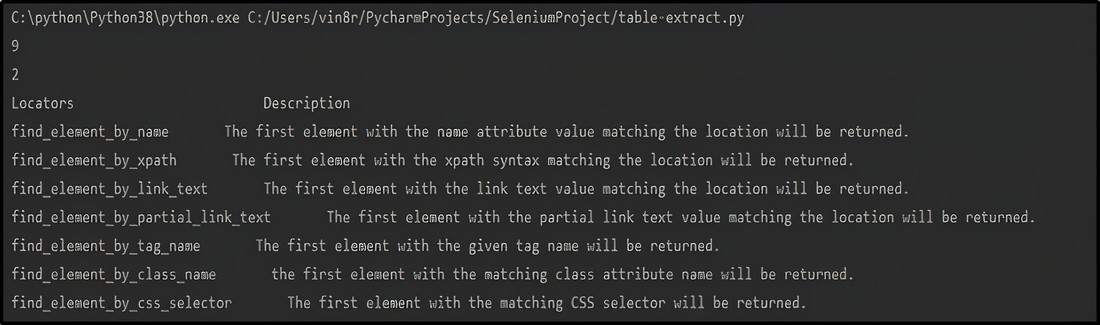 C:\python\Python38\python.exe C:/Users/vin8r/PycharmProjects/SeleniumProject/table-extract.py
9
2
Locators Description
find_element_by_name The first element with the name attribute value matching the location will be returned.
find_element_by_xpath The first element with the xpath syntax matching the location will be returned.
find_element_by_link_text The first element with the link text value matching the location will be returned.
find_element_by_partial_link_text The first element with the partial link text value matching the location will be returned.
find_element_by_tag_name The first element with the given tag name will be returned.
find_element_by_class_name the first element with the matching class attribute name will be returned.
find_element_by_css_selector The first element with the matching CSS selector will be returned.